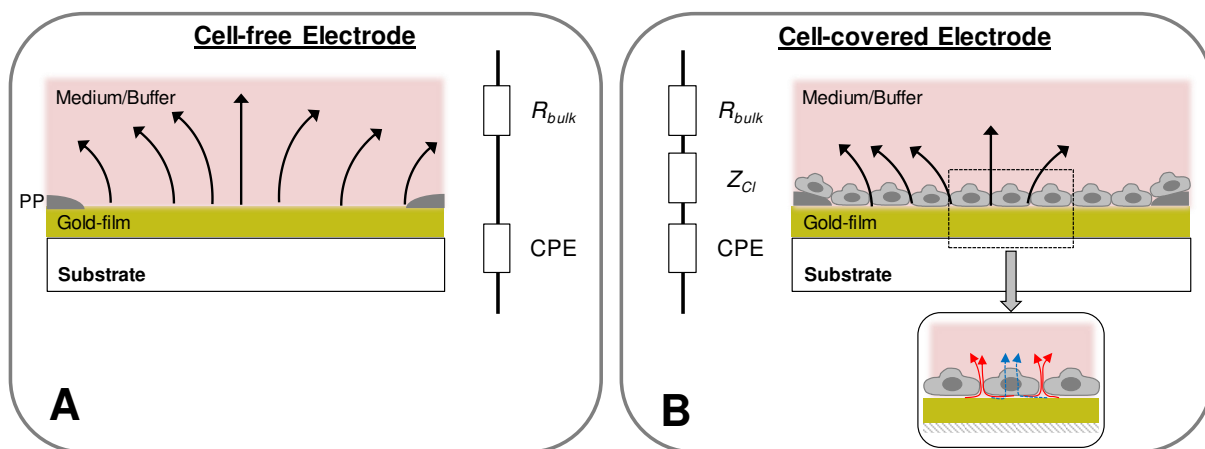 Cell-free Electrode
Medium/Buffer
PP
Gold-film
Substrate
R_bulk
CPE
A
Cell-covered Electrode
R_bulk
Z_Cl
CPE
Medium/Buffer
Gold-film
Substrate
B